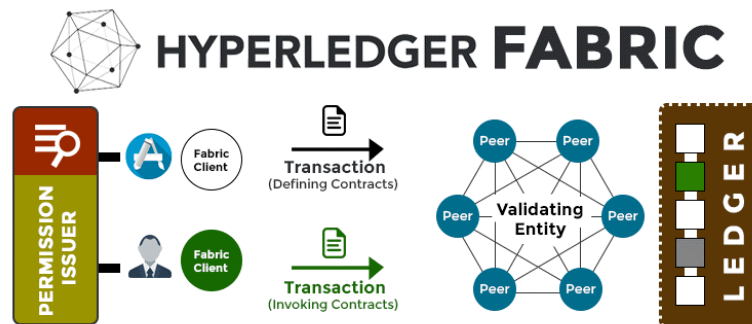 HYPERLEDGER FABRIC
PERMISSION
ISSUER
Fabric
Client
Transaction
(Defining Contracts)
Fabric
Client
Transaction
(Invoking Contracts)
Peer
Peer
Peer
Validating
Entity
Peer
Peer
Peer
LEDGER